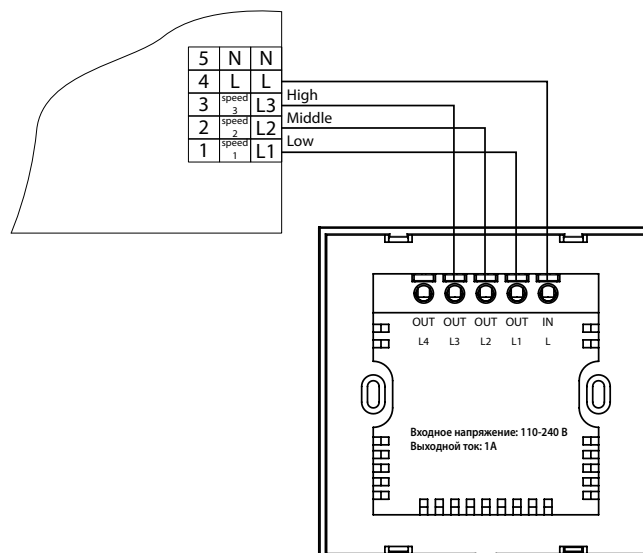 5 N N
4 L L
3 speed 3 L3 High
2 speed 2 L2 Middle
1 speed 1 L1 Low
OUT OUT OUT OUT IN
L4 L3 L2 L1 L
Входное напряжение: 110-240 В
Выходной ток: 1А